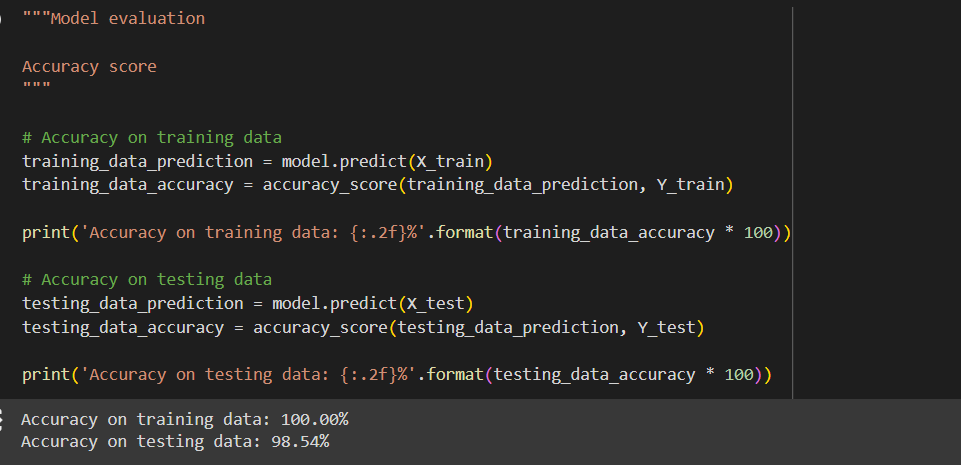 """Model evaluation
Accuracy score
"""
# Accuracy on training data
training_data_prediction = model.predict(X_train)
training_data_accuracy = accuracy_score(training_data_prediction, Y_train)
print('Accuracy on training data: {:.2f}%'.format(training_data_accuracy * 100))
# Accuracy on testing data
testing_data_prediction = model.predict(X_test)
testing_data_accuracy = accuracy_score(testing_data_prediction, Y_test)
print('Accuracy on testing data: {:.2f}%'.format(testing_data_accuracy * 100))
Accuracy on training data: 100.00%
Accuracy on testing data: 98.54%